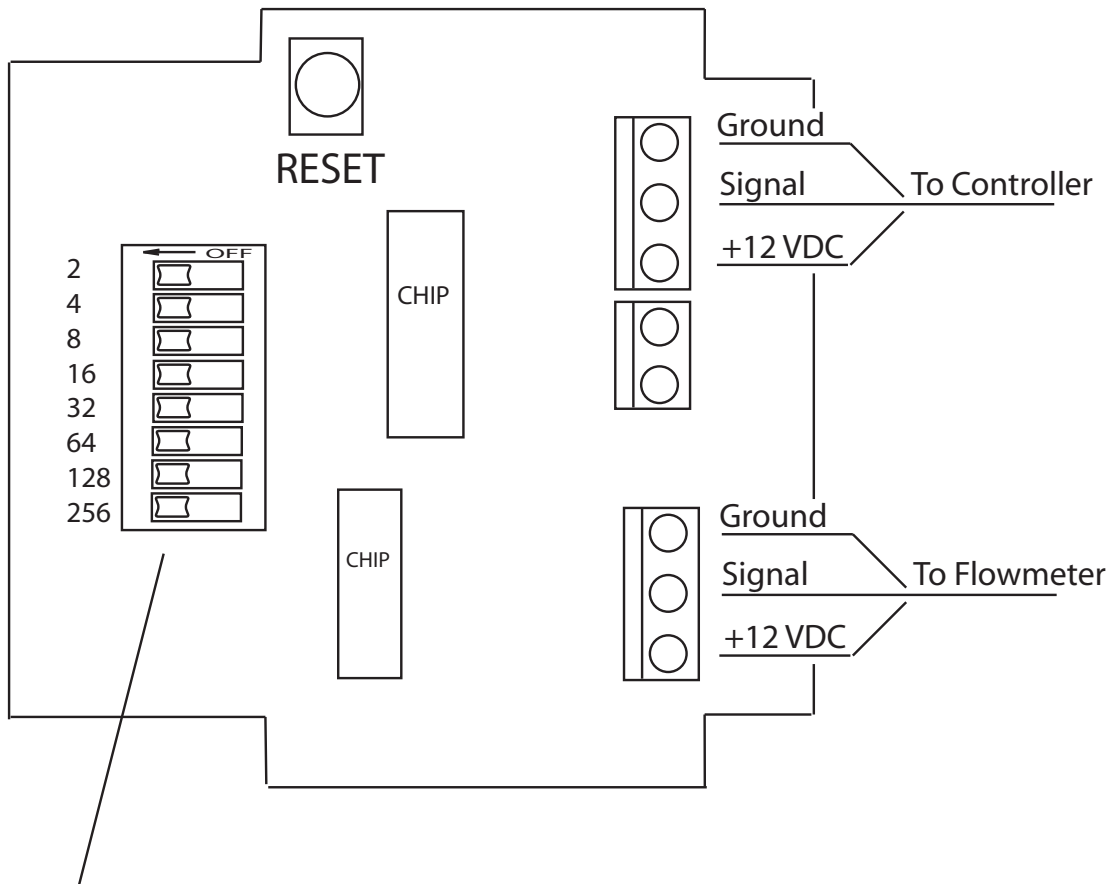 RESET
OFF
2
4
8
16
32
64
128
256
CHIP
CHIP
Ground
Signal
+12 VDC
To Controller
Ground
Signal
+12 VDC
To Flowmeter